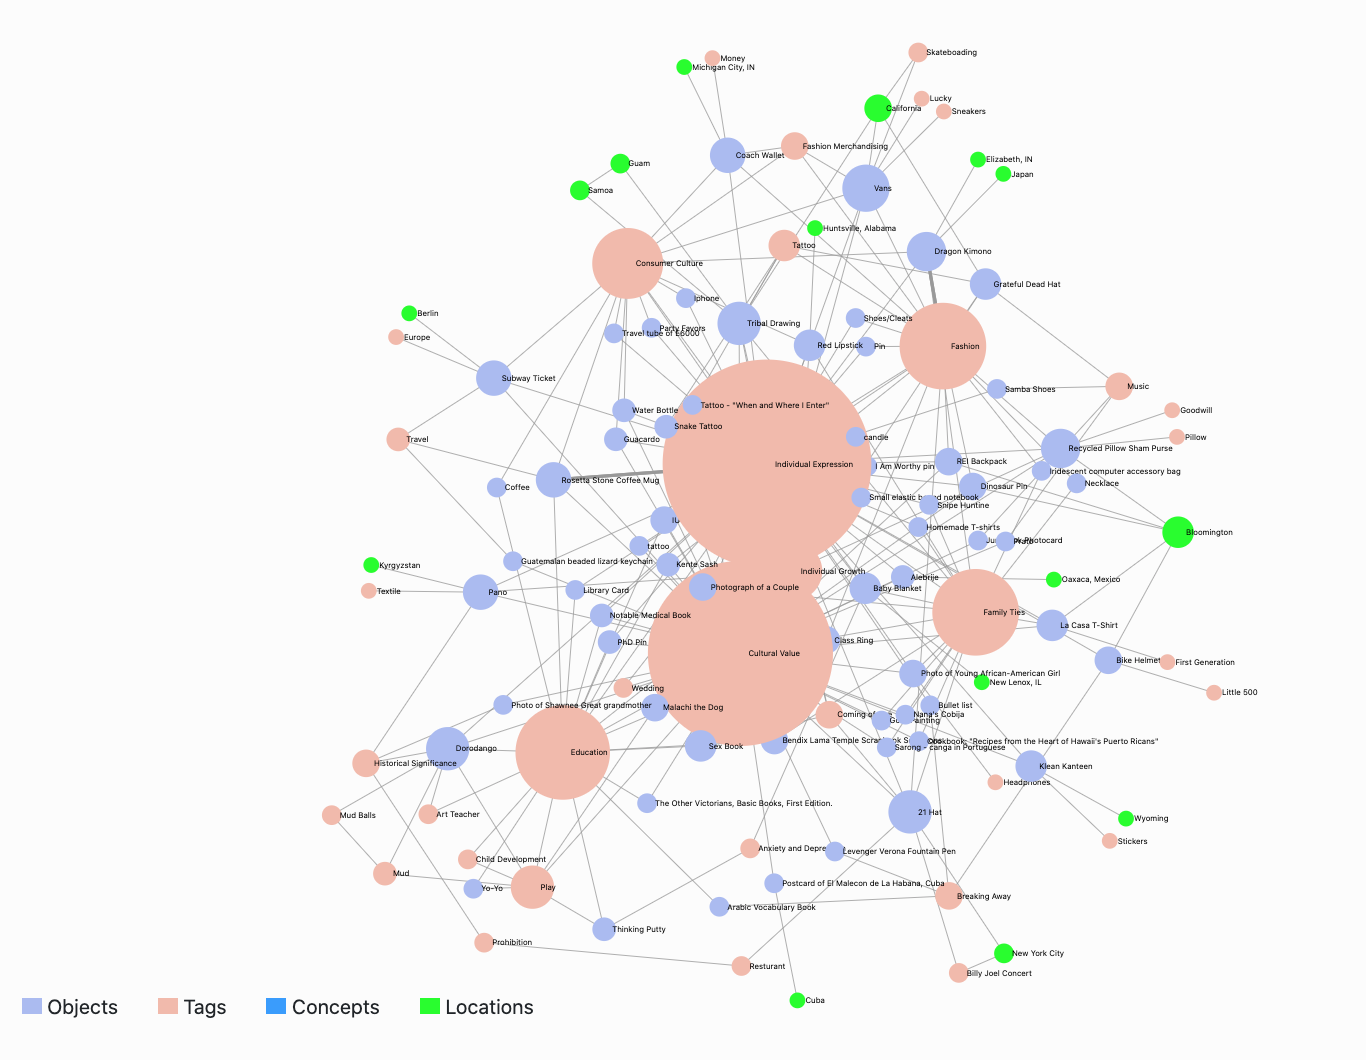 Skateboading
Money
Michigan City, IN
Lucky
California
Sneakers
Fashion Merchandising
Coach Wallet
Elizabeth, IN
Guam
Japan
Vans
Samoa
Huntsville, Alabama
Tattoo
Dragon Kimono
Consumer Culture
Grateful Dead Hat
Iphone
Berlin
Shoes/Cleats
Tribal Drawing
Party Favors
Travel tube of £6000
Europe
Red Lipstick
Pin
Fashion
Subway Ticket
Music
Samba Shoes
Tattoo - "When and Where I Enter"
Water Bottle
Goodwill
Snake Tattoo
candle
Pillow
Travel
Guacardo
Recycled Pillow Sham Purse
REI Backpack
Individual Expression
I Am Worthy pin
Iridescent computer accessory bag
Rosetta Stone Coffee Mug
Necklace
Dinosaur Pin
Coffee
Small elastic notebook
Snipe Huntine
IU
Homemade T-shirts
Bloomington
Photocard
tattoo
Guatemalan beaded lizard keychain
Kente Sash
Kyrgyzstan
Individual Growth
Alebrije
Oaxaca, Mexico
Photograph of a Couple
Baby Blanket
Library Card
Textile
Pano
Family Ties
Notable Medical Book
La Casa T-Shirt
PhD Pin
Class Ring
Cultural Value
Bike Helmet
First Generation
Photo of Young African-American Girl
New Lenox, IL
Wedding
Little 500
Photo of Shawnee Great grandmother
Malachi the Dog
Bullet list
Coming of
Nana's Cobija
Sex Book
Bendix Lama Temple
Cookbook: "Recipes from the Heart of Hawaii's Puerto Ricans"
Sarong - canga in Portuguese
Dorodango
Education
Historical Significance
Klean Kanteen
Headphones
The Other Victorians, Basic Books, First Edition.
21 Hat
Mud Balls
Art Teacher
Wyoming
Stickers
Anxiety and
Levenger Verona Fountain Pen
Child Development
Mud
Yo-Yo
Play
Postcard of El Malecon de La Habana, Cuba
Breaking Away
Arabic Vocabulary Book
Thinking Putty
Prohibition
New York City
Resturant
Billy Joel Concert
Cuba
Objects Tags Concepts Locations